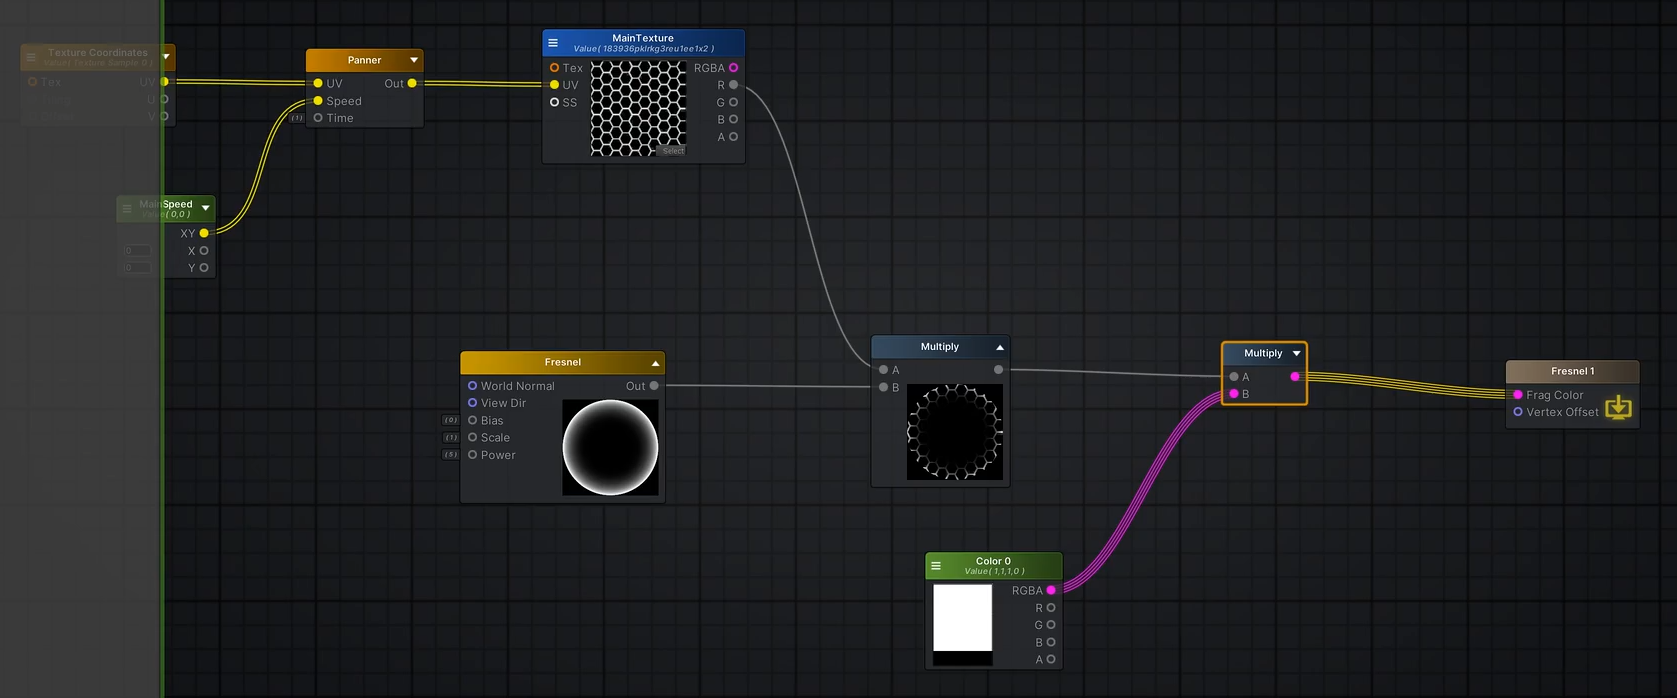 Texture Coordinates
Value( Texture Sample 0 )
Tex
UV
U
V
Panner
UV
Out
Speed
(1)
Time
MainTexture
Value( 183936pklrkg3reu1ee1x2 )
Tex
RGBA
UV
R
SS
G
B
A
Select
MainSpeed
Value( 0,0 )
XY
0
X
0
Y
Fresnel
World Normal
Out
View Dir
(0)
Bias
(1)
Scale
(5)
Power
Multiply
A
B
Multiply
A
B
Fresnel 1
Frag Color
Vertex Offset
Color 0
Value( 1,1,1,0 )
RGBA
R
G
B
A